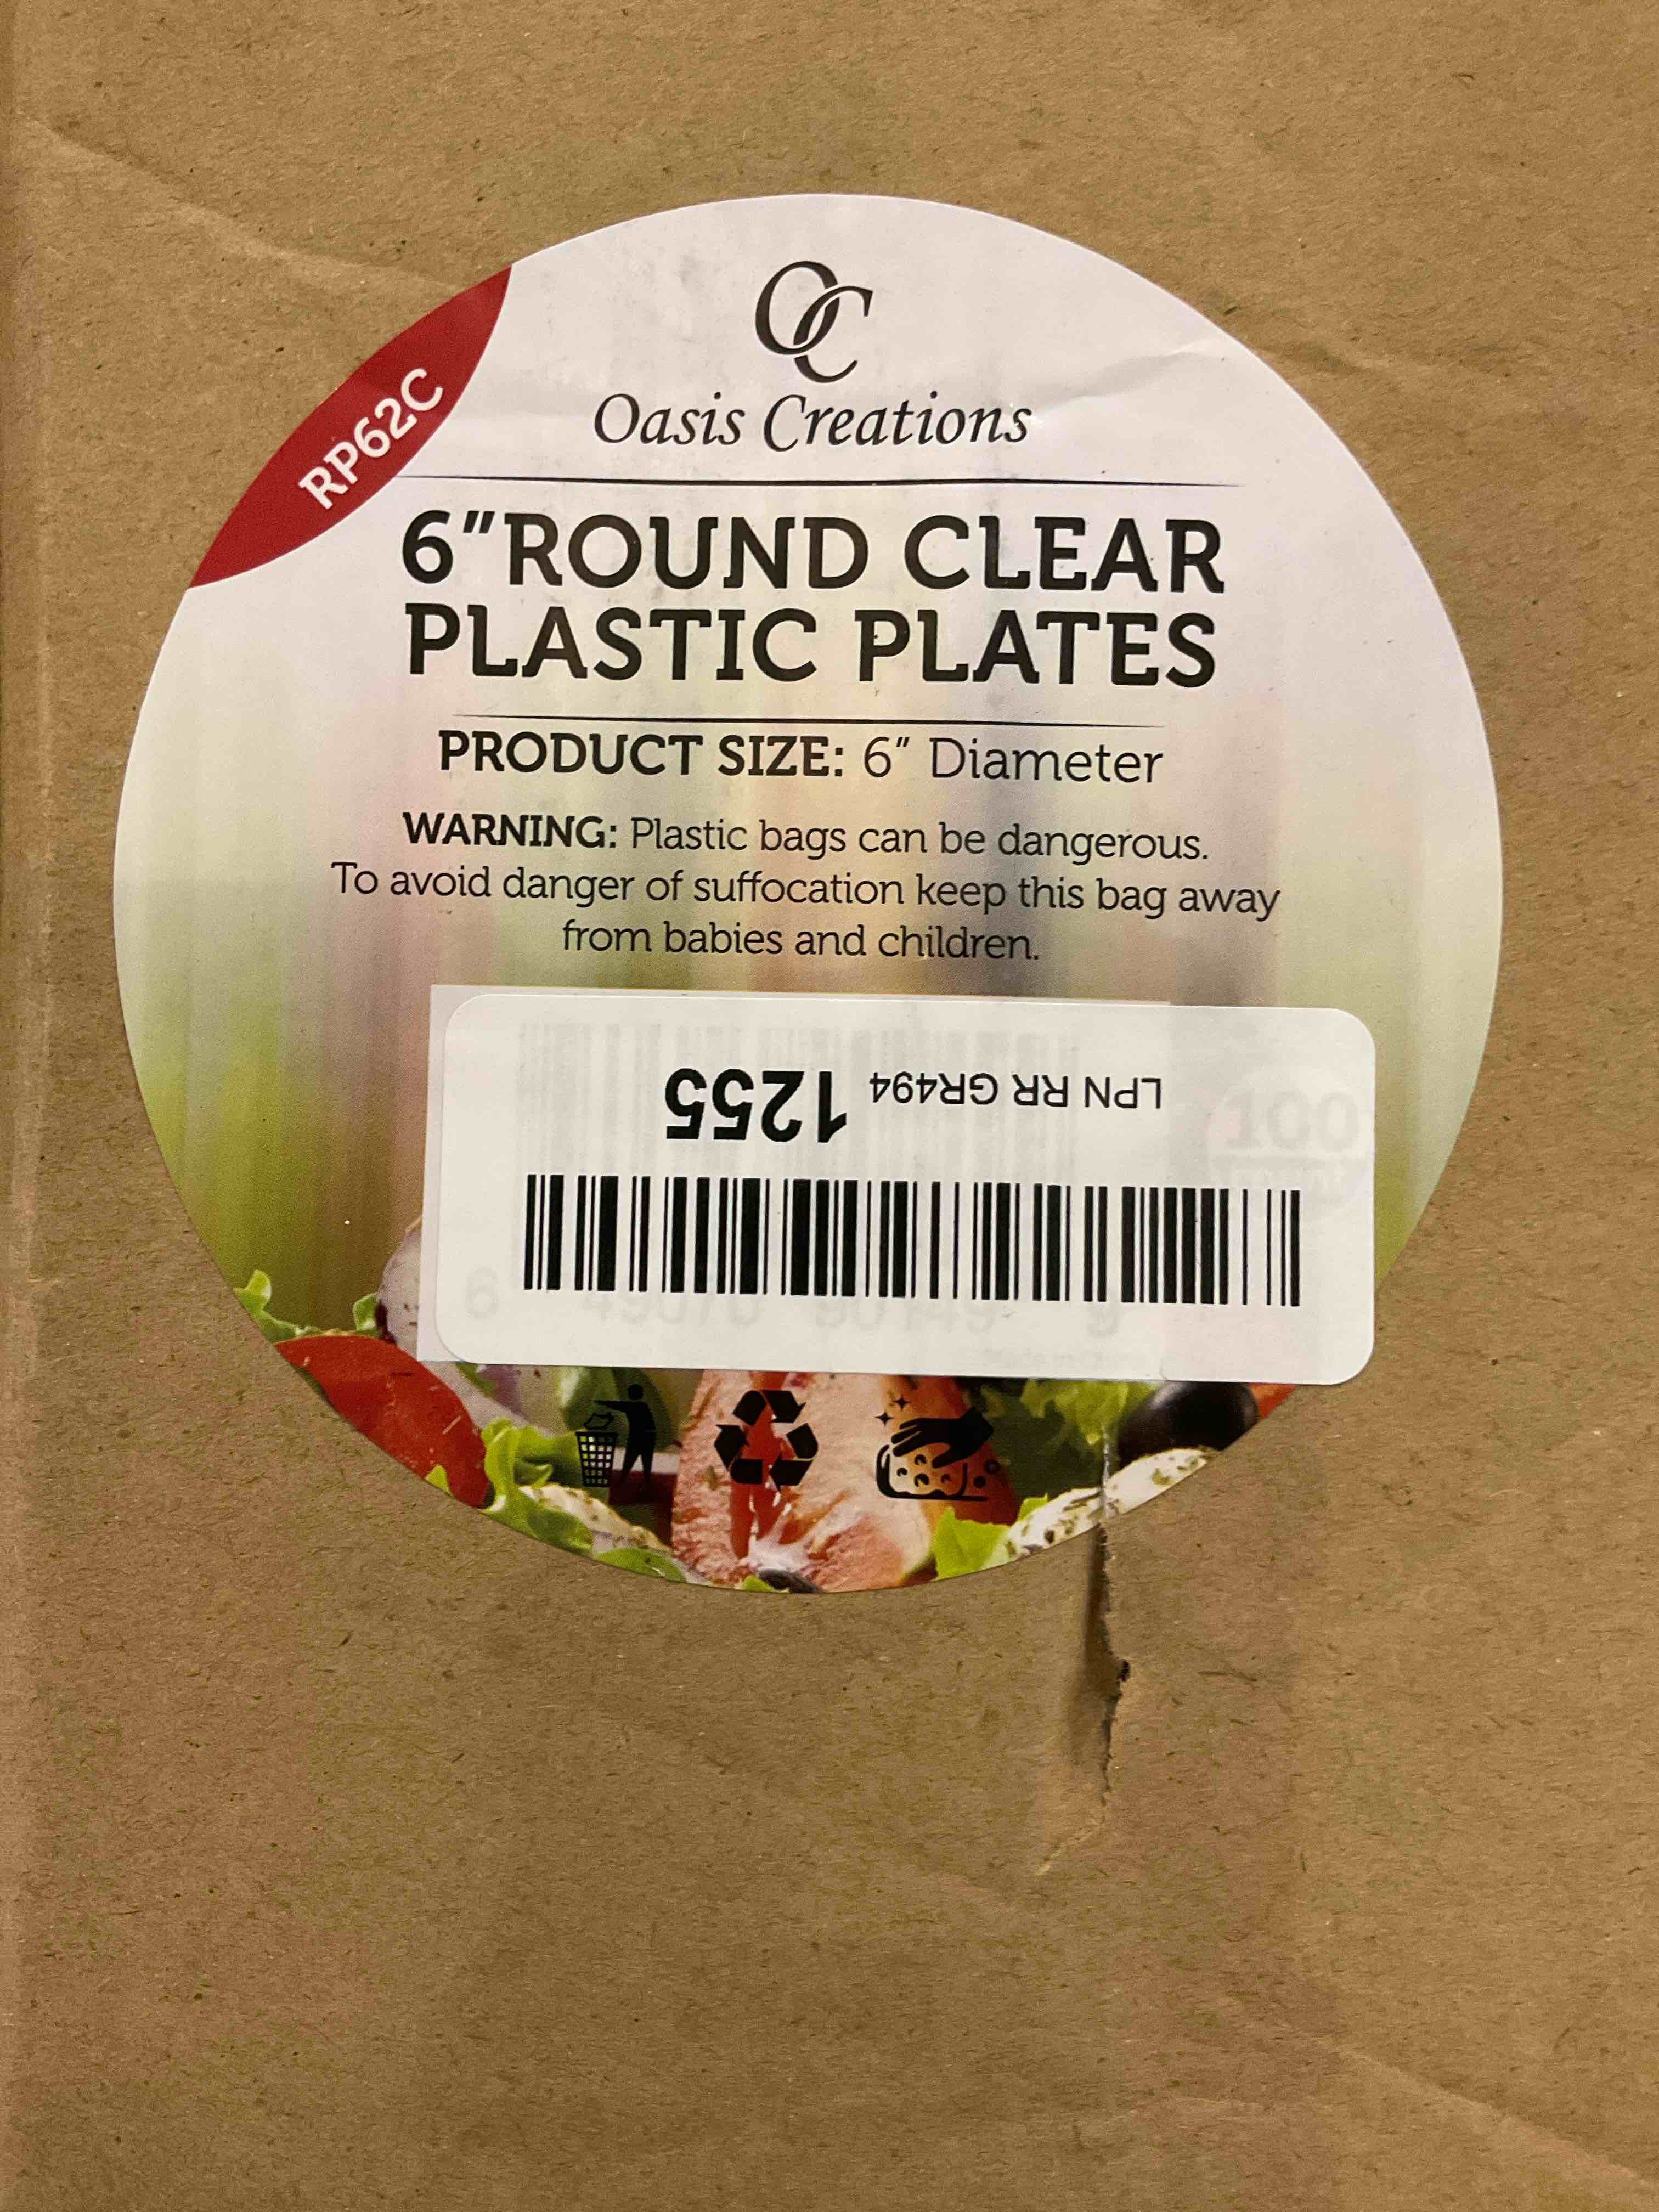 RP62C
OC
Oasis Creations
6"ROUND CLEAR
PLASTIC PLATES
PRODUCT SIZE: 6" Diameter
WARNING: Plastic bags can be dangerous.
To avoid danger of suffocation keep this bag away
from babies and children.
LPN RR GR494 1255
100